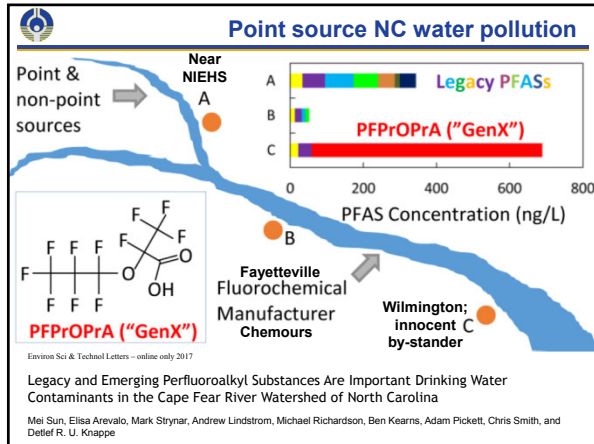 Point source NC water pollution
Near
NIEHS
Point &
non-point
sources
A
A
B
C
Legacy PFASs
PFPrOPrA ("GenX")
0 200 400 600 800
PFAS Concentration (ng/L)
F
F
F
F F F F
F O
F O
F F F OH
PFPrOPrA ("GenX")
B
Fayetteville
Fluorochemical
Manufacturer
Chemours
Wilmington;
innocent
by-stander
C
Environ Sci & Technol Letters – online only 2017
Legacy and Emerging Perfluoroalkyl Substances Are Important Drinking Water
Contaminants in the Cape Fear River Watershed of North Carolina
Mei Sun, Elisa Arevalo, Mark Strynar, Andrew Lindstrom, Michael Richardson, Ben Kearns, Adam Pickett, Chris Smith, and
Detlef R. U. Knappe